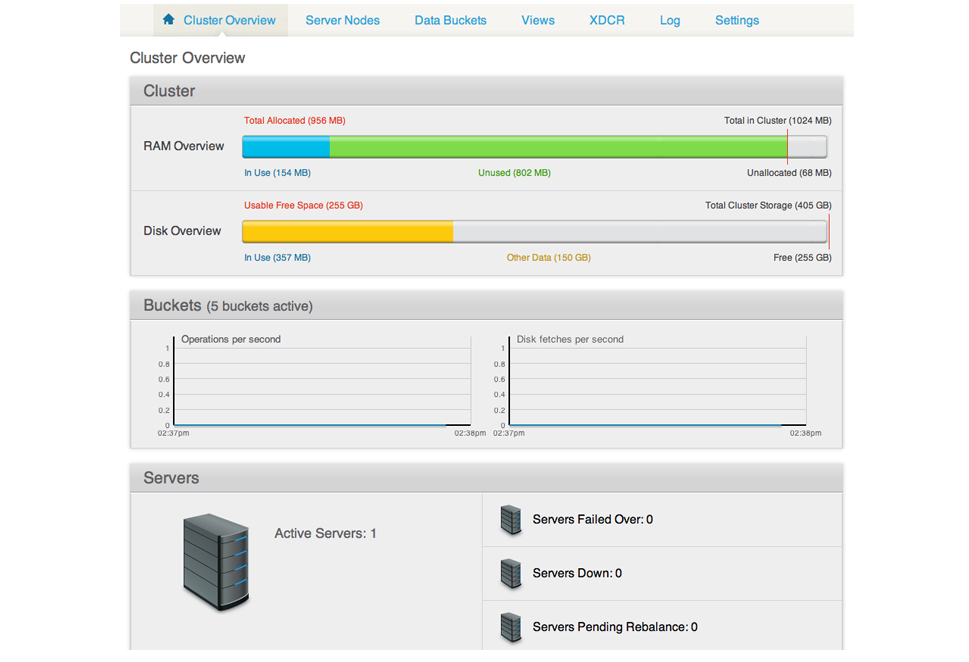 Cluster Overview Server Nodes Data Buckets Views XDCR Log Settings
Cluster Overview
Cluster
Total Allocated (956 MB) Total in Cluster (1024 MB)
RAM Overview
In Use (154 MB) Unused (802 MB) Unallocated (68 MB)
Usable Free Space (255 GB) Total Cluster Storage (405 GB)
Disk Overview
In Use (357 MB) Other Data (150 GB) Free (255 GB)
Buckets (5 buckets active)
Operations per second Disk fetches per second
1 1
0.8 0.8
0.6 0.6
0.4 0.4
0.2 0.2
0 0
02:37pm 02:38pm 02:37pm 02:38pm
Servers
Active Servers: 1
Servers Failed Over: 0
Servers Down: 0
Servers Pending Rebalance: 0